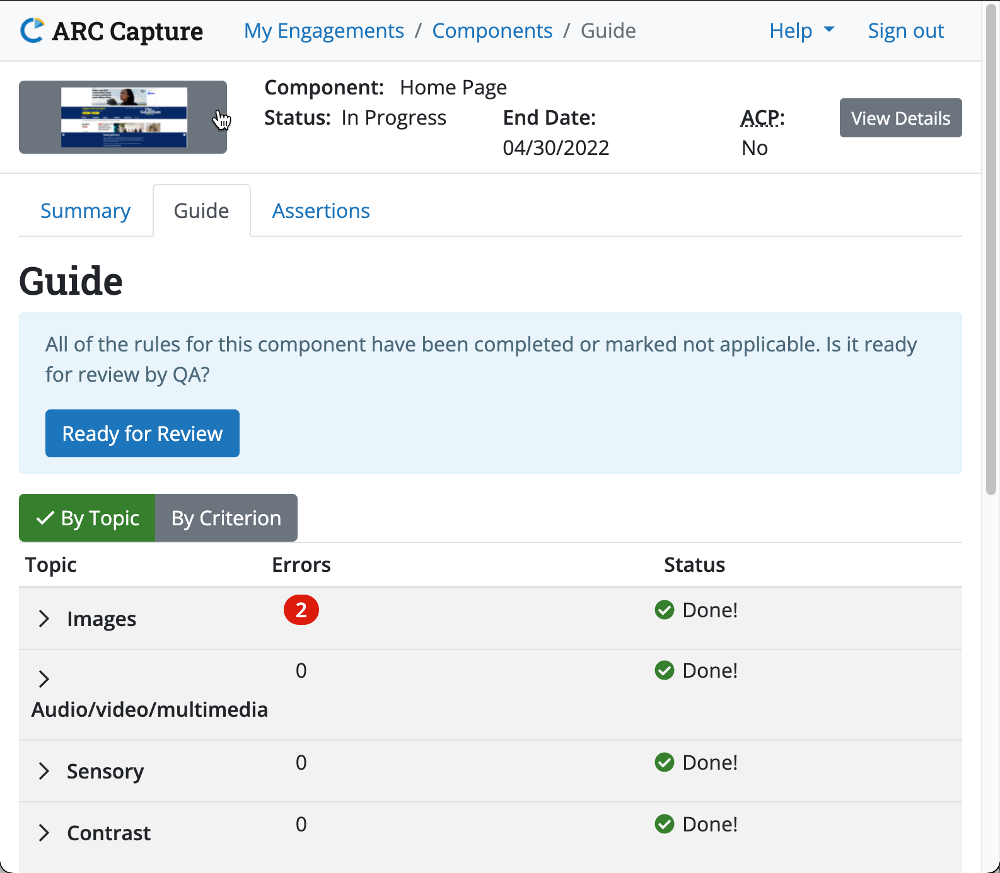 ARC Capture My Engagements / Components / Guide Help Sign out
Component: Home Page
Status: In Progress End Date: ACP: View Details
04/30/2022 No
The
Guardian
Summary Guide Assertions
Guide
All of the rules for this component have been completed or marked not applicable. Is it ready
for review by QA?
Ready for Review
By Topic By Criterion
Topic Errors Status
Images 2 Done!
0 Done!
Audio/video/multimedia
Sensory 0 Done!
Contrast 0 Done!